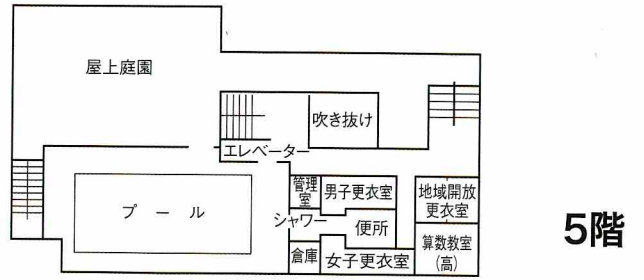 屋上庭園
吹き抜け
エレベーター
管理
室
男子更衣室
地域開放
更衣室
プール
シャワー
便所
算数教室
(高)
倉庫
女子更衣室
5階